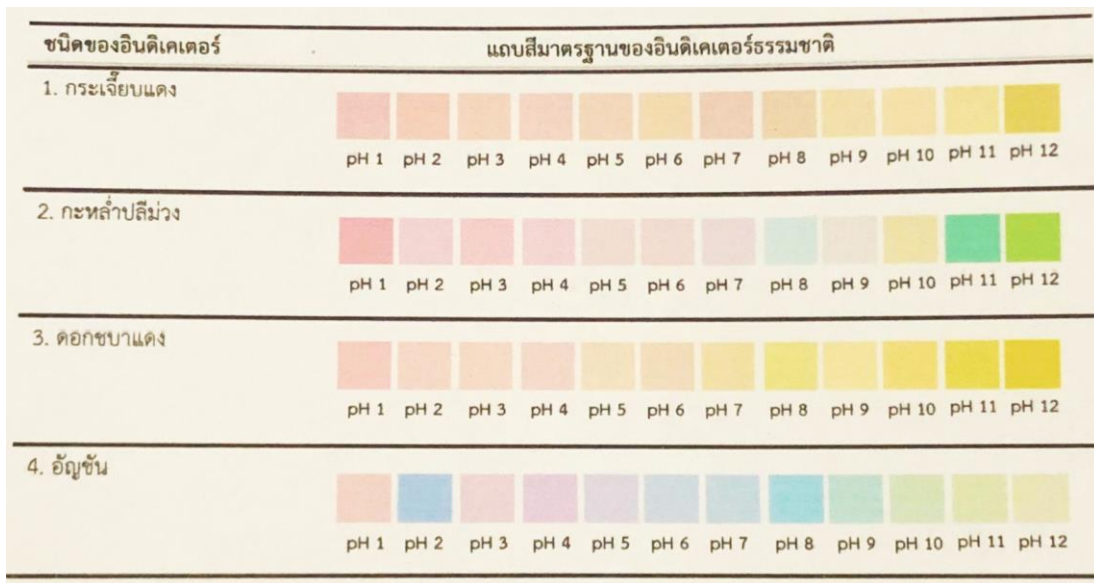 ชนิดของอินดิเคเตอร์ แถบสีมาตรฐานของอินดิเคเตอร์ธรรมชาติ
1. กระเจี๊ยบแดง
pH 1 pH 2 pH 3 pH 4 pH 5 pH 6 pH 7 pH 8 pH 9 pH 10 pH 11 pH 12
2. กะหล่ำปลีม่วง
pH 1 pH 2 pH 3 pH 4 pH 5 pH 6 pH 7 pH 8 pH 9 pH 10 pH 11 pH 12
3. ดอกชบาแดง
pH 1 pH 2 pH 3 pH 4 pH 5 pH 6 pH 7 pH 8 pH 9 pH 10 pH 11 pH 12
4. อัญชัน
pH 1 pH 2 pH 3 pH 4 pH 5 pH 6 pH 7 pH 8 pH 9 pH 10 pH 11 pH 12